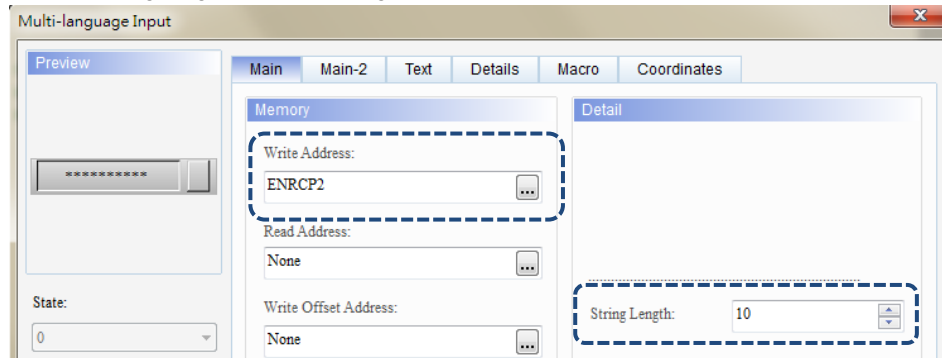 Multi-language Input
x
Preview
**********
State:
0
Main Main-2 Text Details Macro Coordinates
Memory
Write Address:
ENRCP2
...
Read Address:
None
...
Write Offset Address:
None
...
Detail
String Length: 10